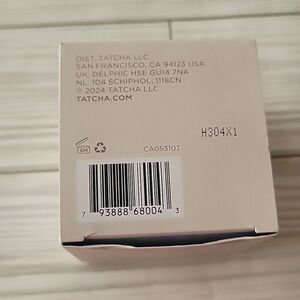 DIST. TATCHA LLC
SAN FRANCISCO, CA 94123 USA
UK: DELPHIC HSE GU14 7NA
NL: 104 SCHIPHOL, 1118CN
© 2024 TATCHA LLC
TATCHA.COM
H304X1
6M
CA05310T
7 93888 68004 3